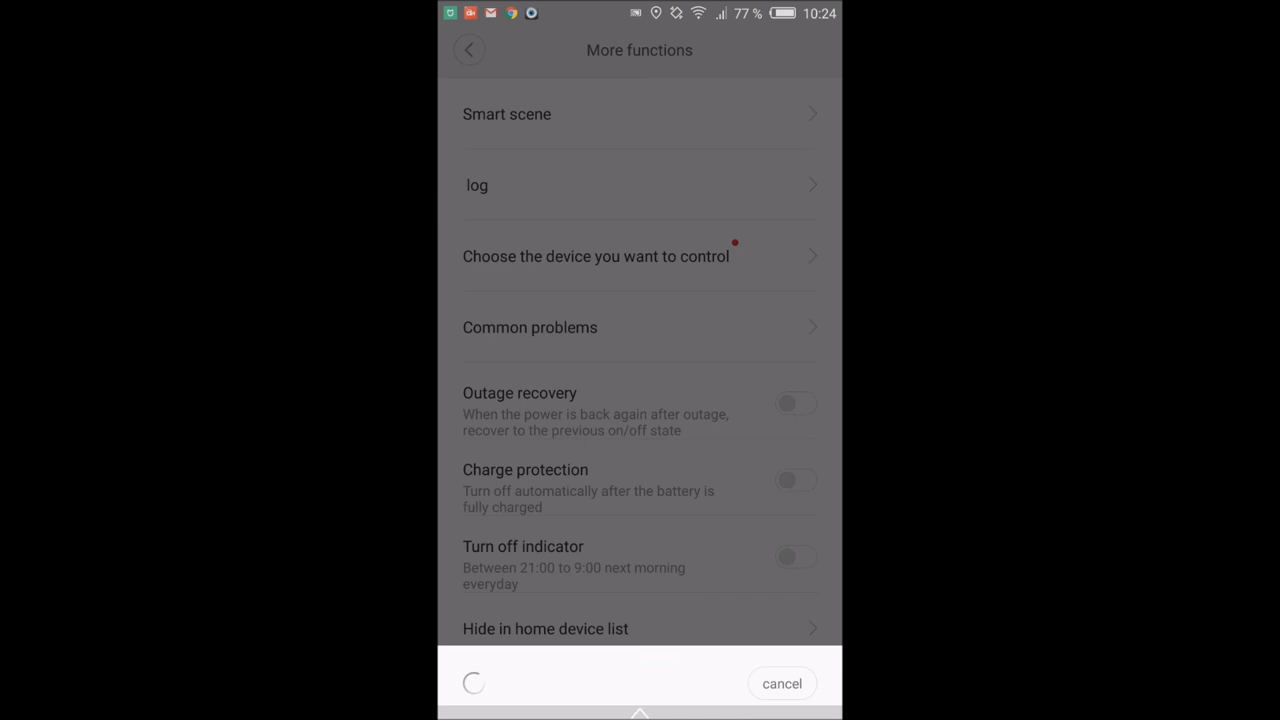 77 % 10:24
More functions
Smart scene
log
Choose the device you want to control
Common problems
Outage recovery
When the power is back again after outage,
recover to the previous on/off state
Charge protection
Turn off automatically after the battery is
fully charged
Turn off indicator
Between 21:00 to 9:00 next morning
everyday
Hide in home device list
cancel